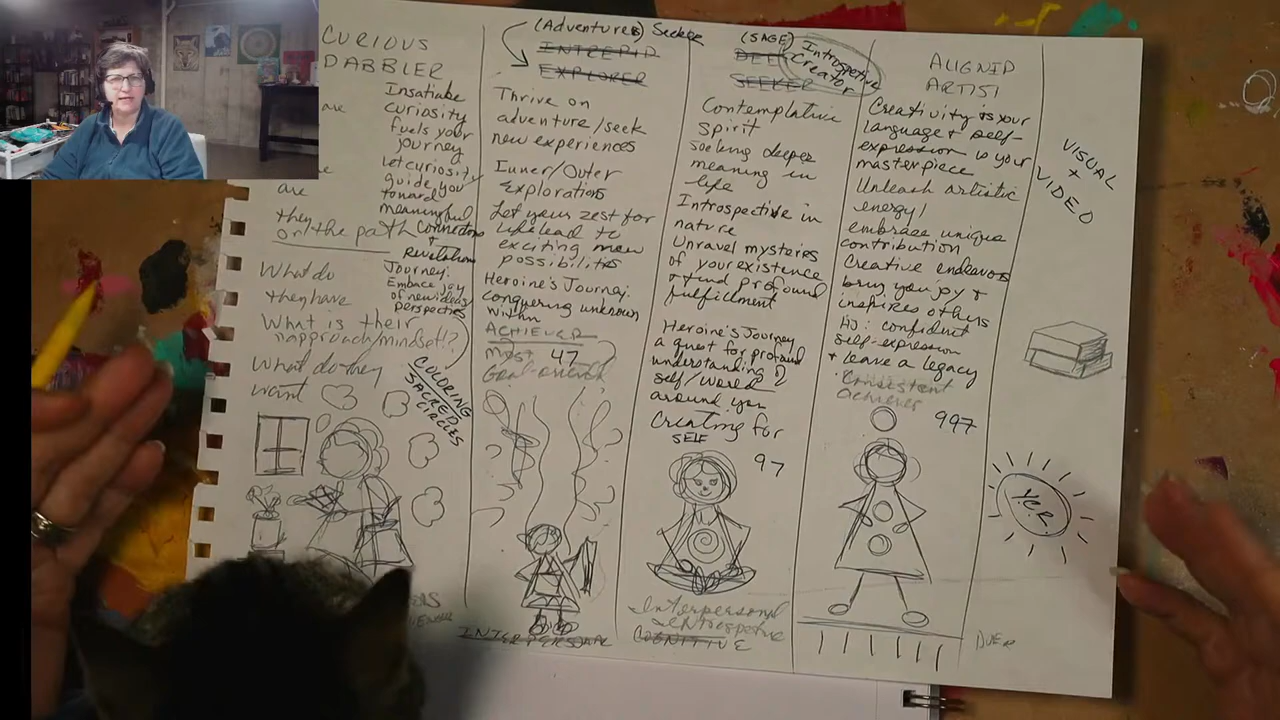 CURIOUS
DABBLER
Insatiable
curiosity
fuels your
journey
let curiosity
guide you
toward
meaningful
connections
+
Revelations
Journey:
Embrace joy
of new ideas
perspectives
are
are
they
on the path
What do
they have
What is their
approach/mindset!?
What do they
want
COLORING
SACRED
CIRCLES
(Adventure) Seeker
INTREPID
EXPLORER
Thrive on
adventure/seek
new experiences
Inner/Outer
Explorations
Let your zest for
life lead to
exciting new
possibilities
Heroine's Journey:
conquering unknown
within
ACHIEVER
47
Goal-oriented
INTERPERSONAL
(SAGE) Introspective
Creator
SEEKER
Contemplative
Spirit
seeking deeper
meaning in
life
Introspective in
nature
Unravel mysteries
of your existence
+ find profound
fulfillment
Heroine's Journey
a quest for profound
understanding of
self/world
around you
Creating for
SELF
97
Interpersonal
Introspective
COGNITIVE
ALIGND
ARTIST
Creativity is your
language + self-
expression is your
masterpiece
Unleash artistic
energy!
embrace unique
contribution
Creative endeavors
bring you joy +
inspires others
HJ: confident
self-expression
+ leave a legacy
Consistent
Achiever
997
VISUAL
+
VIDEO
YCR